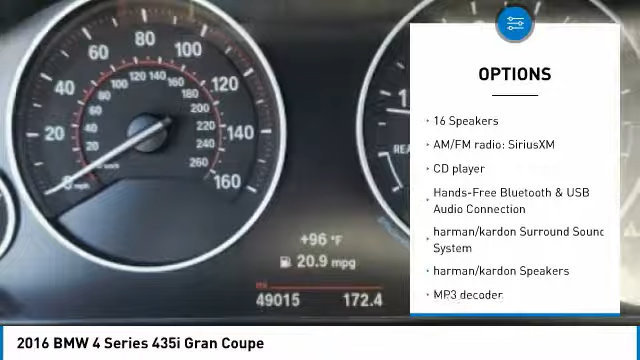 80
60
100
40
120
20
140
0 mph
160
120 140
100
160
80
180
60
200
40
220
20
240
260
+96 °F
20.9 mpg
49015 172.4
OPTIONS
16 Speakers
AM/FM radio: SiriusXM
CD player
Hands-Free Bluetooth & USB
Audio Connection
harman/kardon Surround Sound
System
harman/kardon Speakers
MP3 decoder
2016 BMW 4 Series 435i Gran Coupe